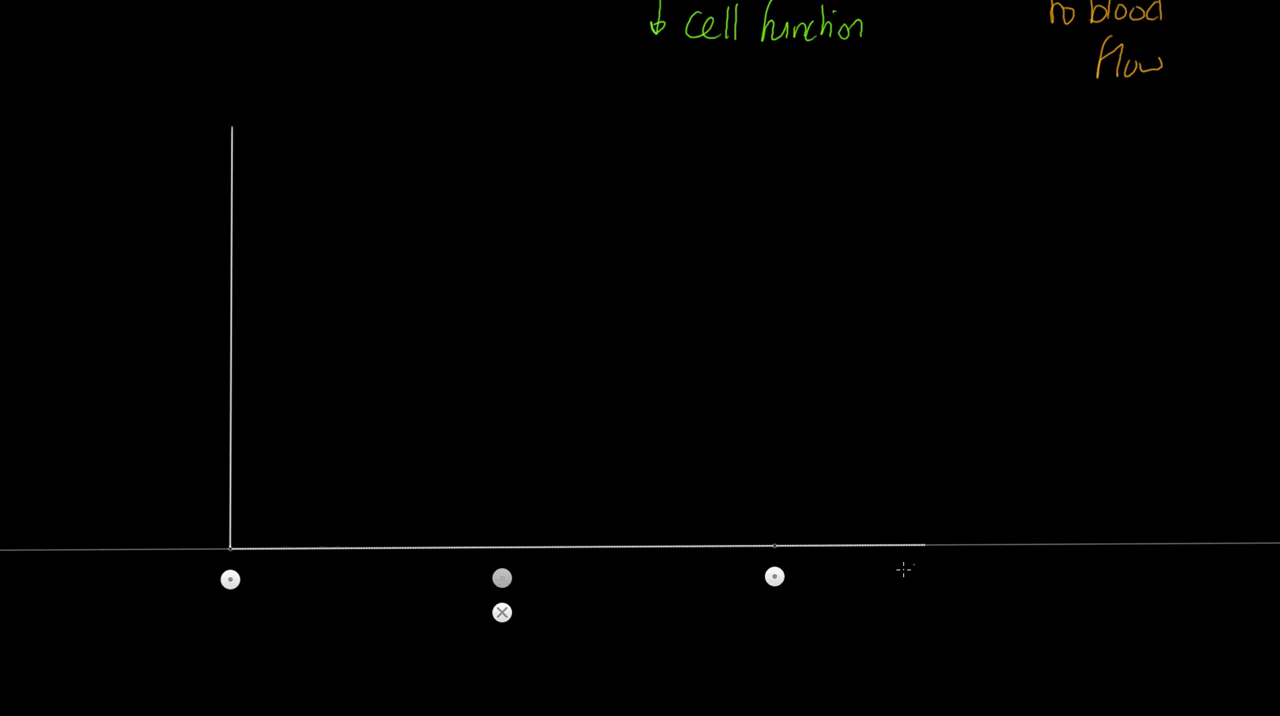 ↓ cell function
no blood
flow